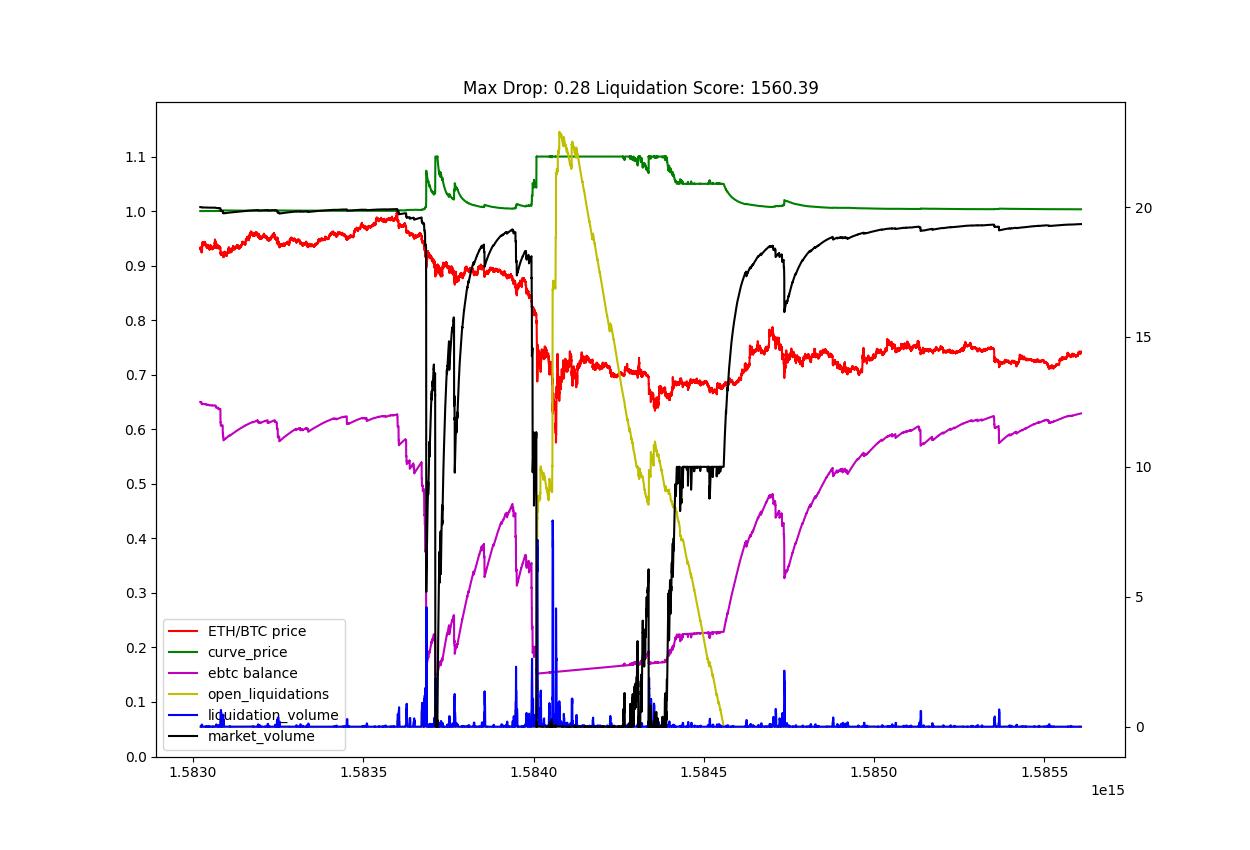 Max Drop: 0.28 Liquidation Score: 1560.39
1.1
1.0
0.9
0.8
0.7
0.6
0.5
0.4
0.3
0.2
0.1
0.0
20
15
10
5
0
ETH/BTC price
curve_price
ebtc balance
open_liquidations
liquidation_volume
market_volume
1.5830 1.5835 1.5840 1.5845 1.5850 1.5855
1e15